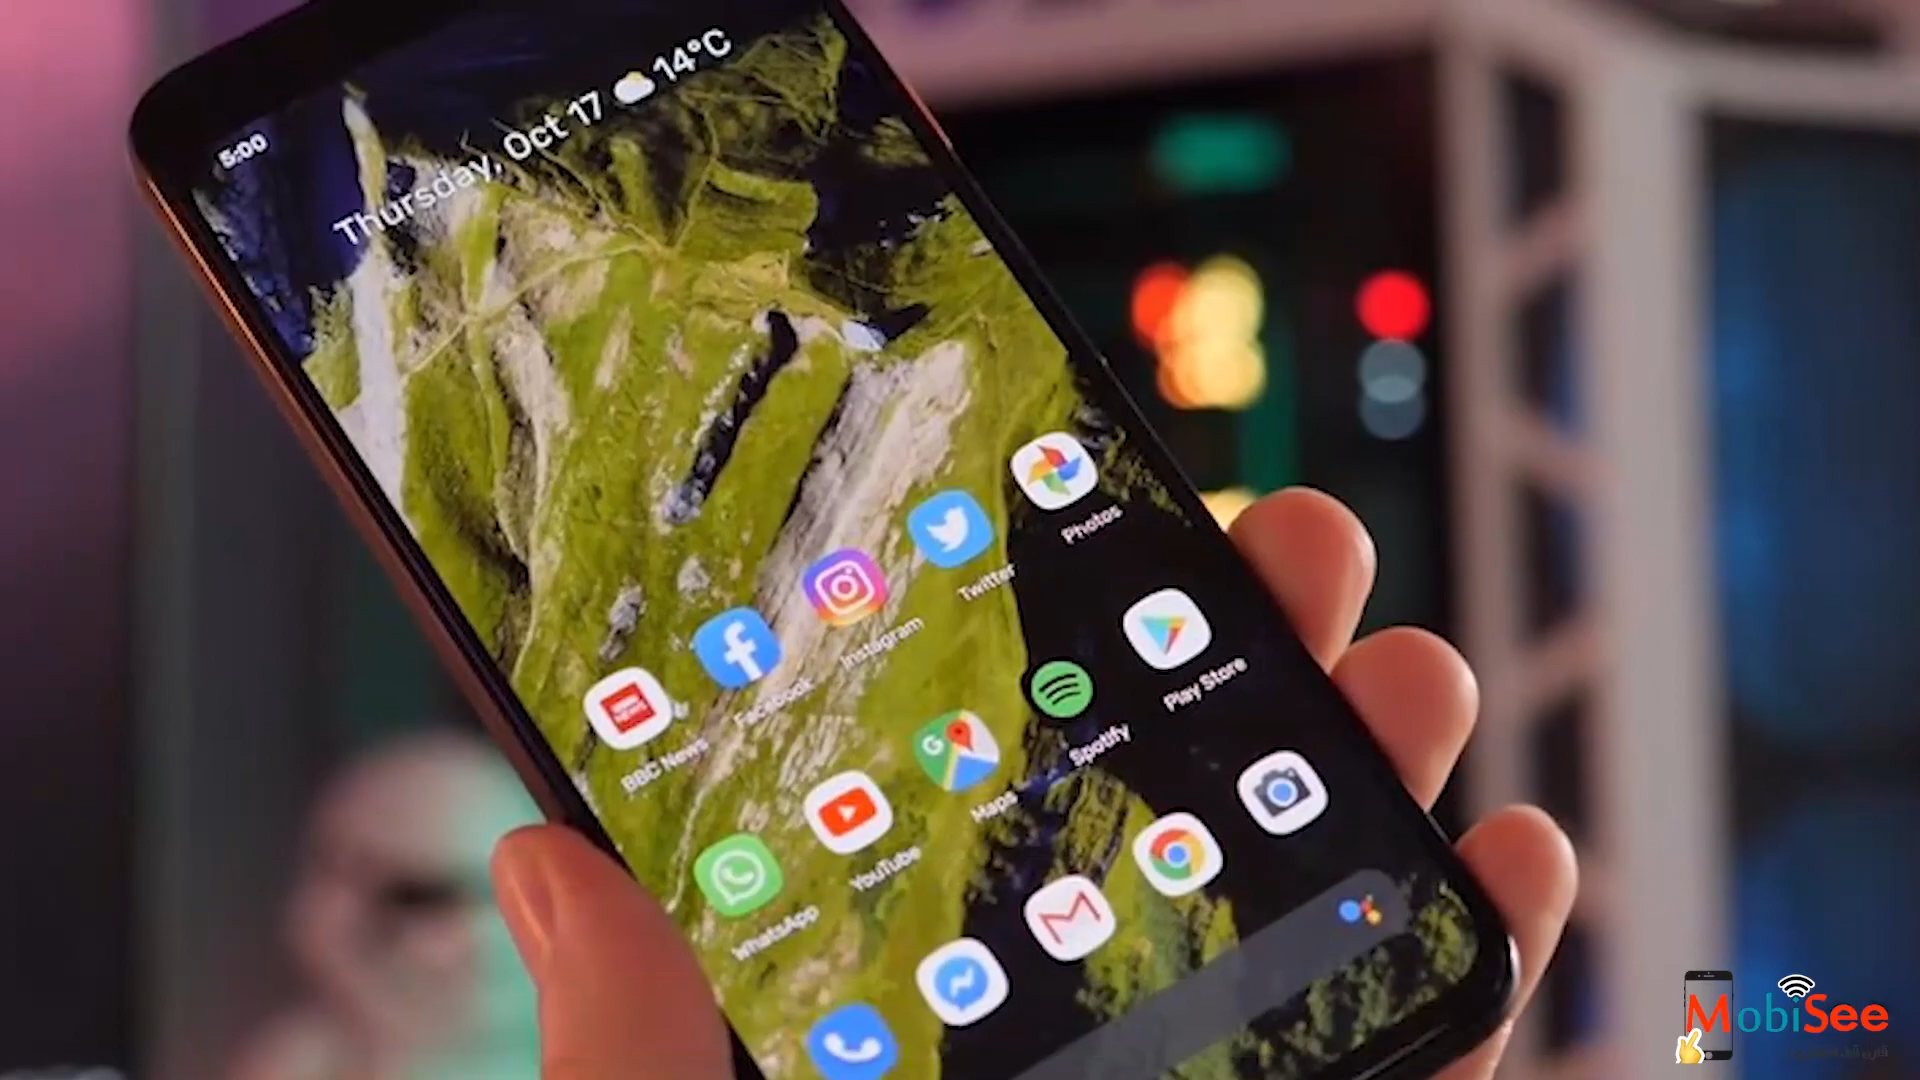 5:00
Thursday, Oct 17 14°C
Photos
Twitter
Instagram
Facebook
BBC News
Play Store
Spotify
Maps
YouTube
WhatsApp
MobiSee